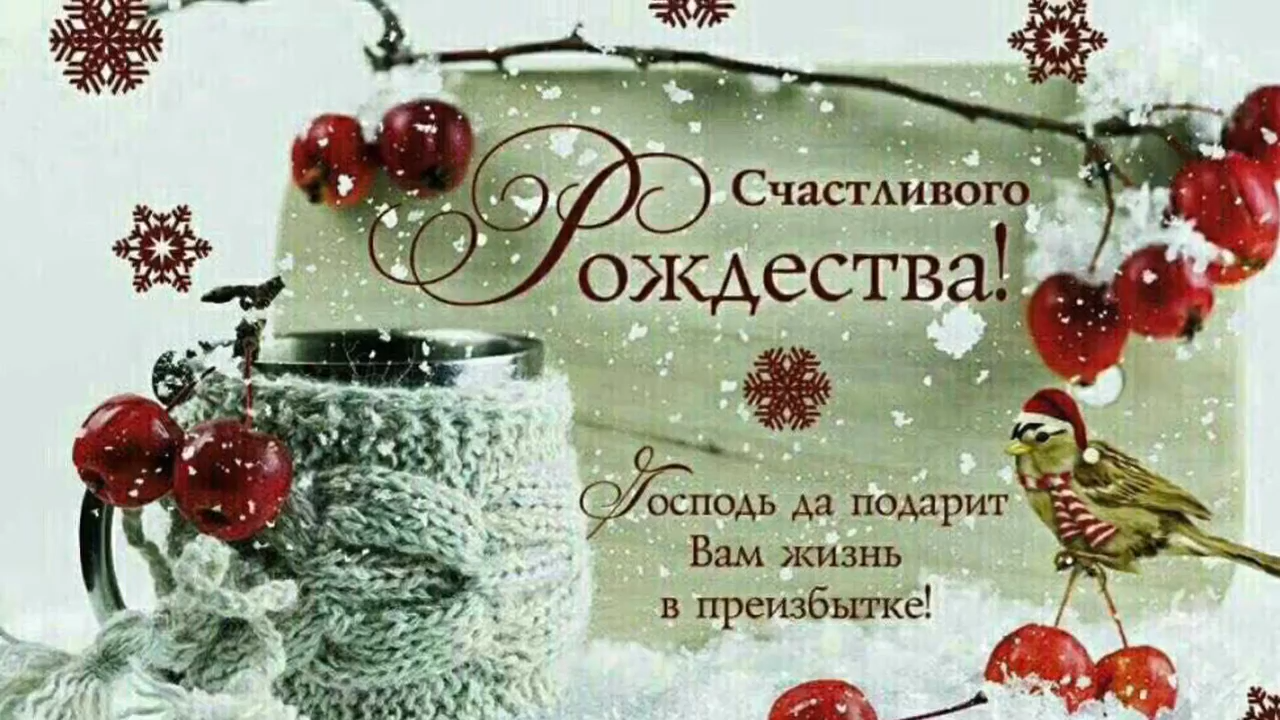 Счастливого
Рождества!
Господь да подарит
Вам жизнь
в преизбытке!